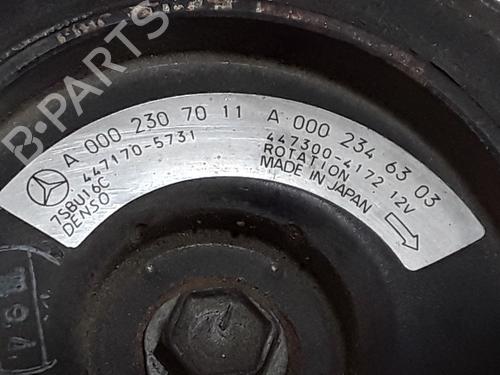 A 000 230 70 11
447170-5731
7SBU16C
DENSO
A 000 234 63 03
447300-4172 12V
ROTATION
MADE IN JAPAN
B-PARTS